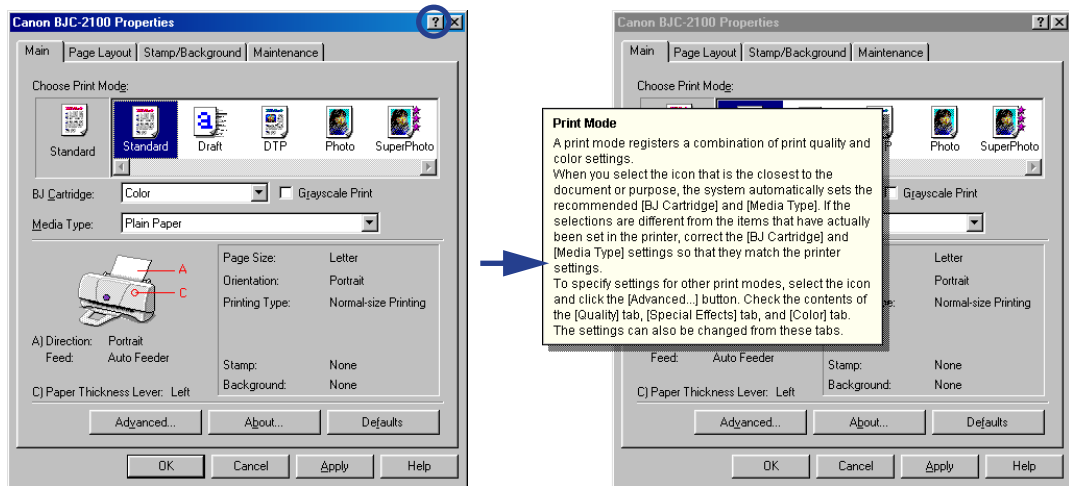 Canon BJC-2100 Properties
Main Page Layout Stamp/Background Maintenance
Choose Print Mode:
Standard
Standard Draft DTP Photo SuperPhoto
BJ Cartridge: Color Grayscale Print
Media Type: Plain Paper
A
C
Page Size: Letter
Orientation: Portrait
Printing Type: Normal-size Printing
A) Direction: Portrait
Feed: Auto Feeder
Stamp: None
Background: None
C) Paper Thickness Lever: Left
Advanced... About... Defaults
OK Cancel Apply Help
Canon BJC-2100 Properties
Main Page Layout Stamp/Background Maintenance
Choose Print Mode:
Print Mode
A print mode registers a combination of print quality and
color settings.
When you select the icon that is the closest to the
document or purpose, the system automatically sets the
recommended [BJ Cartridge] and [Media Type]. If the
selections are different from the items that have actually
been set in the printer, correct the [BJ Cartridge] and
[Media Type] settings so that they match the printer
settings.
To specify settings for other print modes, select the icon
and click the [Advanced...] button. Check the contents of
the [Quality] tab, [Special Effects] tab, and [Color] tab.
The settings can also be changed from these tabs.
Photo SuperPhoto
Grayscale Print
Letter
Portrait
Normal-size Printing
Feed: Auto Feeder
Stamp: None
Background: None
C) Paper Thickness Lever: Left
Advanced... About... Defaults
OK Cancel Apply Help